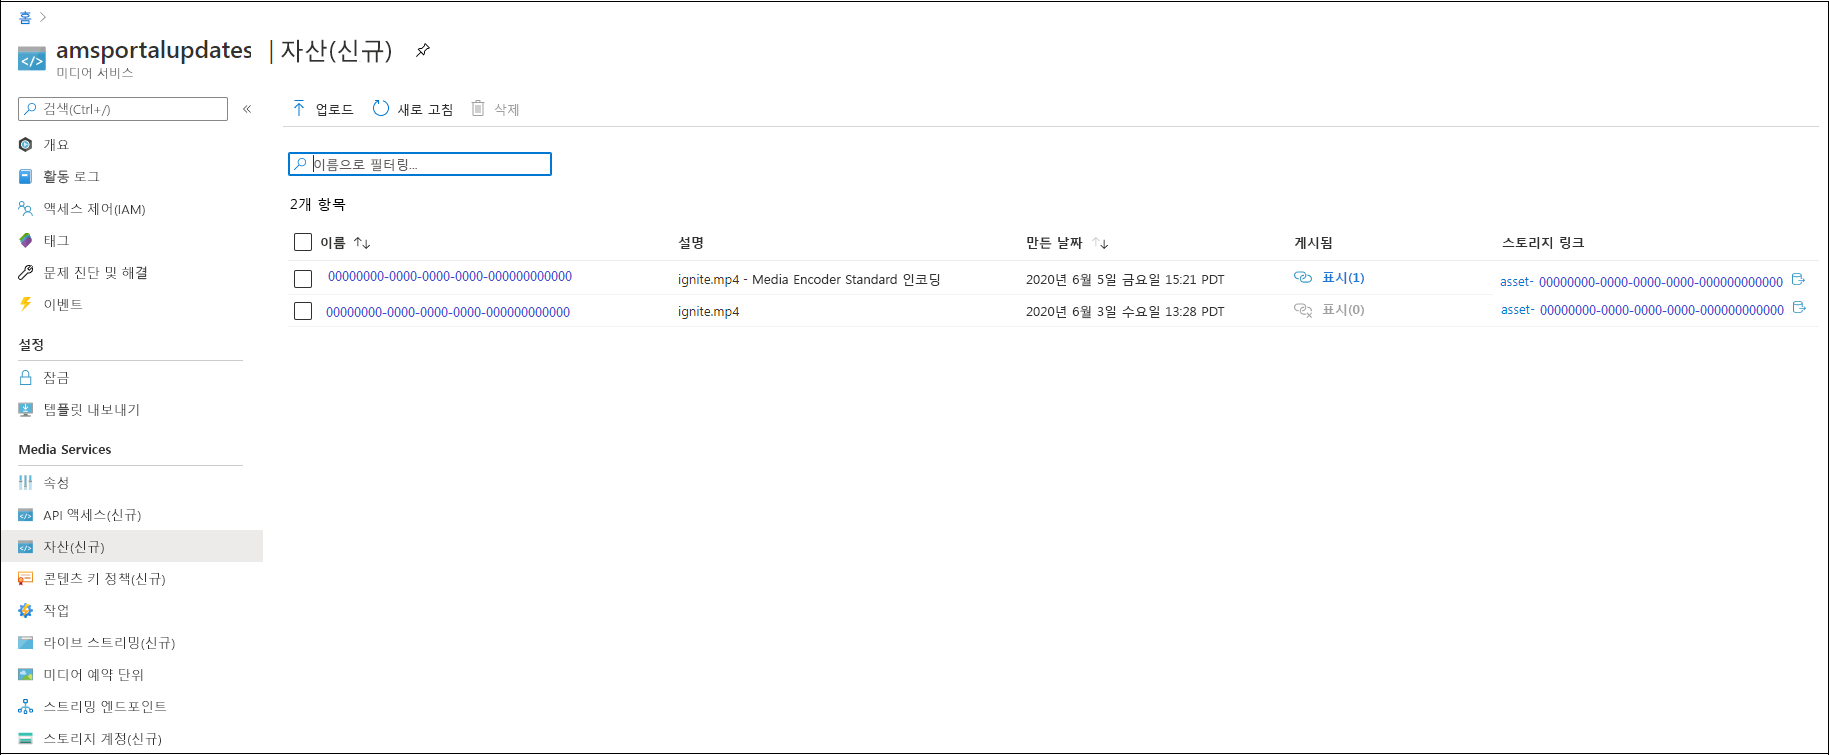 홈
amsportalupdates | 자산(신규)
미디어 서비스
검색(Ctrl+/)
«
개요
활동 로그
액세스 제어(IAM)
태그
문제 진단 및 해결
이벤트
설정
잠금
템플릿 내보내기
Media Services
속성
API 액세스(신규)
자산(신규)
콘텐츠 키 정책(신규)
작업
라이브 스트리밍(신규)
미디어 예약 단위
스트리밍 엔드포인트
스토리지 계정(신규)
업로드 새로 고침 삭제
이름으로 필터링...
2개 항목
이름 설명 만든 날짜 게시됨 스토리지 링크
00000000-0000-0000-0000-000000000000 ignite.mp4 - Media Encoder Standard 인코딩 2020년 6월 5일 금요일 15:21 PDT 표시(1) asset- 00000000-0000-0000-0000-000000000000
00000000-0000-0000-0000-000000000000 ignite.mp4 2020년 6월 3일 수요일 13:28 PDT 표시(0) asset- 00000000-0000-0000-0000-000000000000